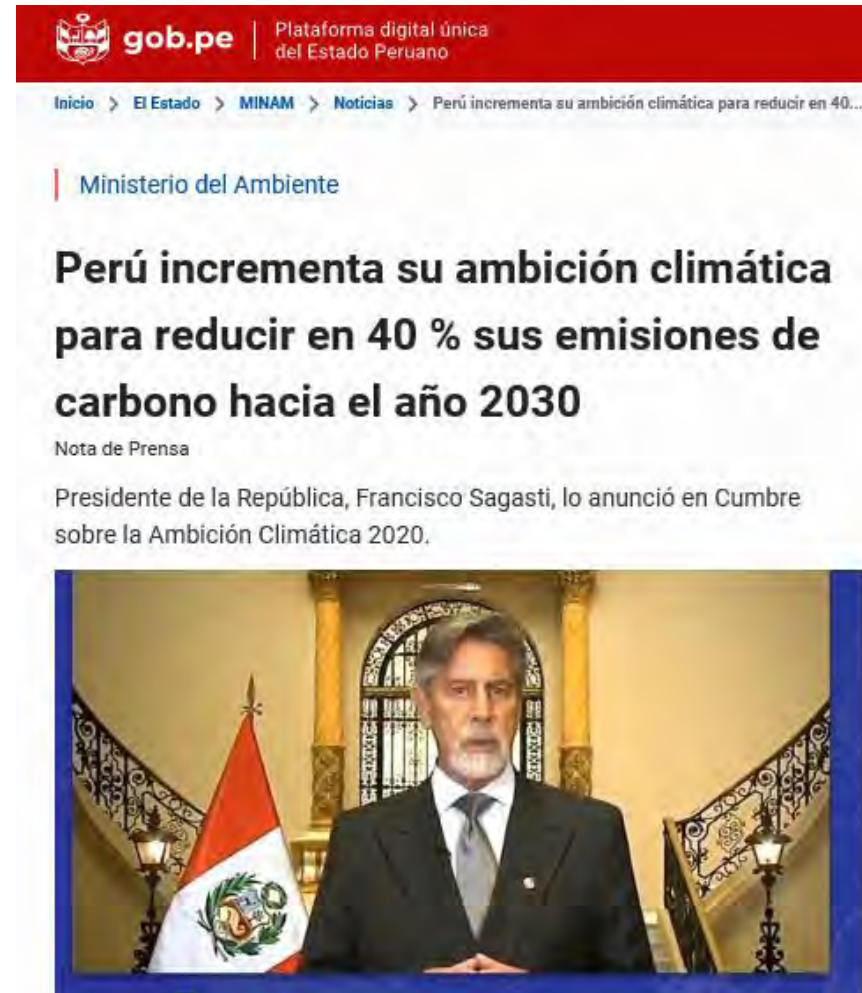 gob.pe
Plataforma digital única
del Estado Peruano
Inicio > El Estado > MINAM > Noticias > Perú incrementa su ambición climática para reducir en 40...
Ministerio del Ambiente
Perú incrementa su ambición climática
para reducir en 40 % sus emisiones de
carbono hacia el año 2030
Nota de Prensa
Presidente de la República, Francisco Sagasti, lo anunció en Cumbre
sobre la Ambición Climática 2020.